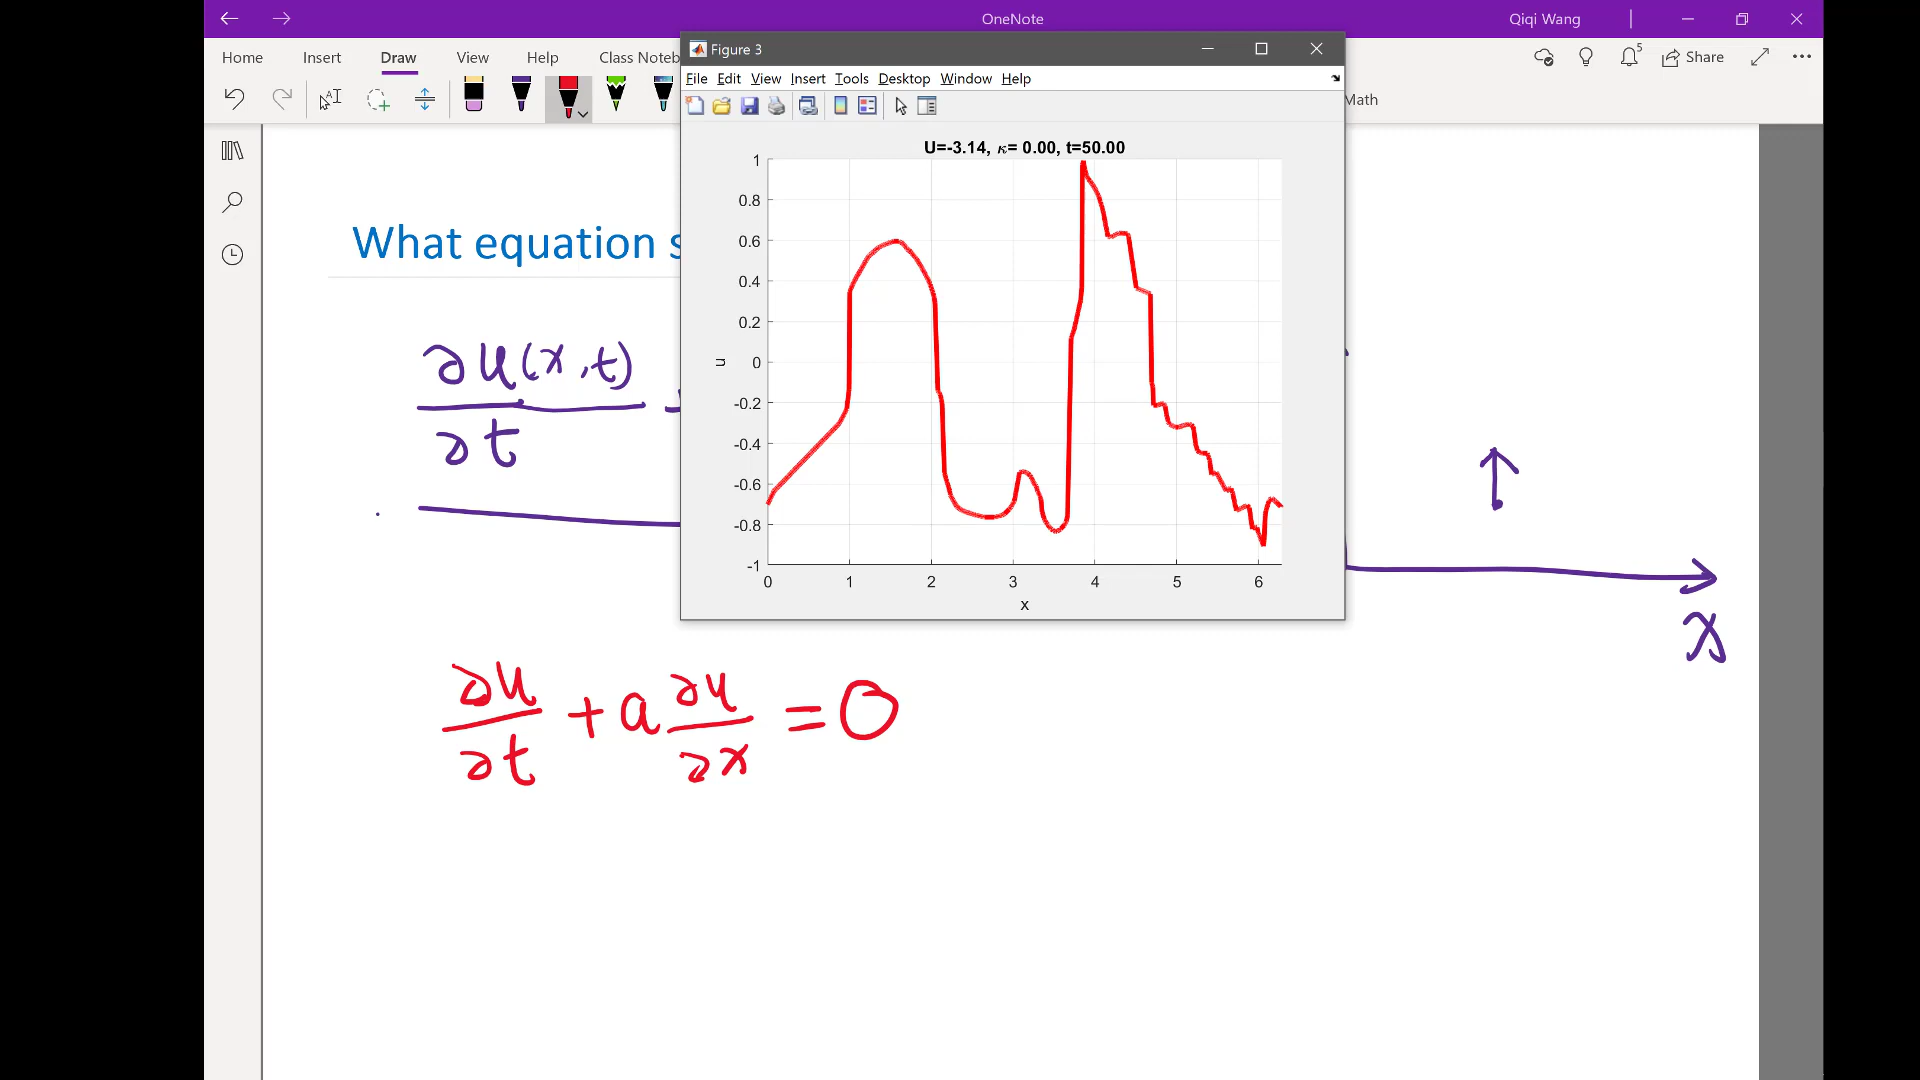 OneNote
Qiqi Wang
Home Insert Draw View Help Class Noteb
Figure 3
5 Share
File Edit View Insert Tools Desktop Window Help
Math
U=-3.14, κ= 0.00, t=50.00
What equation s
1
0.8
0.6
0.4
0.2
0
-0.2
-0.4
-0.6
-0.8
-1
u
0 1 2 3 4 5 6
x
∂u(x,t)
∂t
x
∂u/∂t + a ∂u/∂x = 0